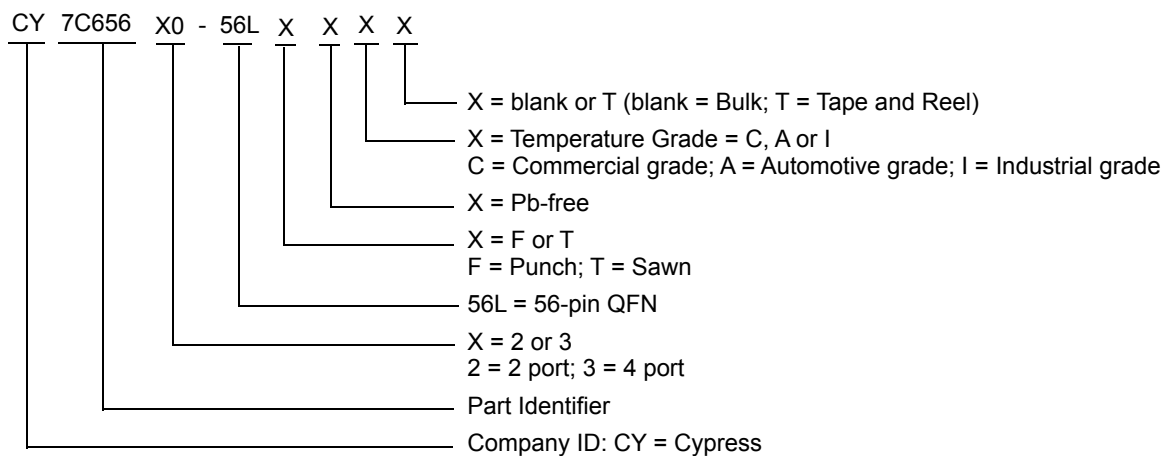 CY 7C656 X0 - 56L X X X X
X = blank or T (blank = Bulk; T = Tape and Reel)
X = Temperature Grade = C, A or I
C = Commercial grade; A = Automotive grade; I = Industrial grade
X = Pb-free
X = F or T
F = Punch; T = Sawn
56L = 56-pin QFN
X = 2 or 3
2 = 2 port; 3 = 4 port
Part Identifier
Company ID: CY = Cypress